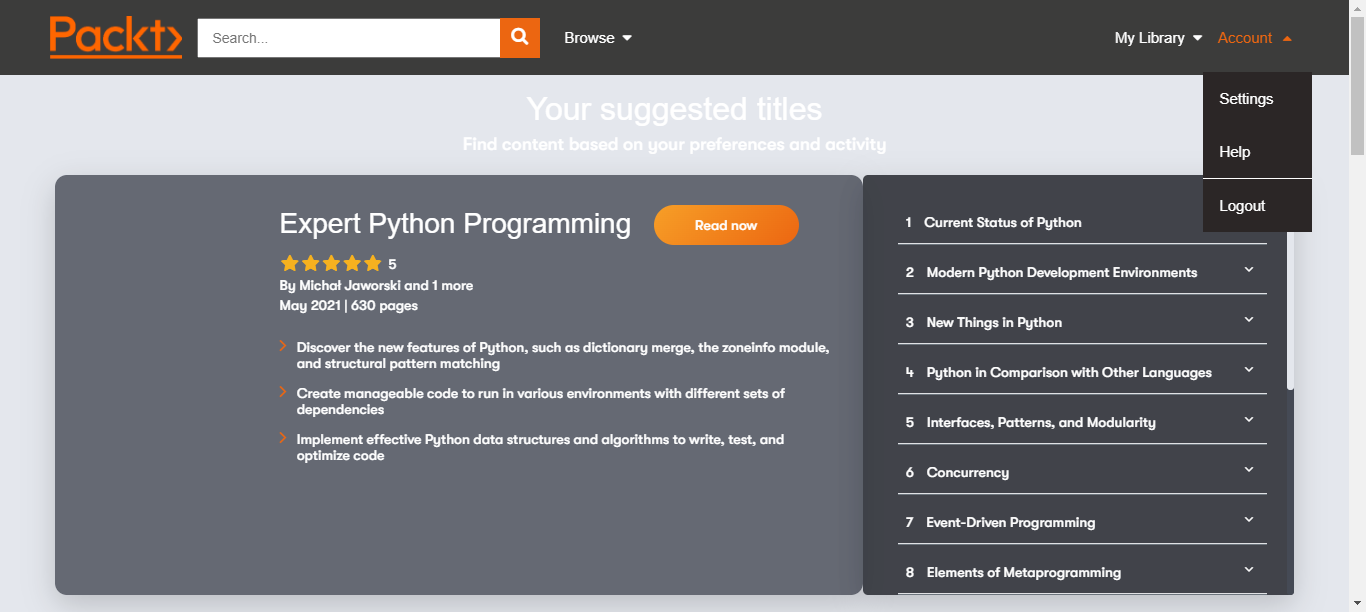 Packt
Search...
Browse
My Library
Account
Settings
Help
Logout
Your suggested titles
Find content based on your preferences and activity
Expert Python Programming
Read now
5
By Michał Jaworski and 1 more
May 2021 | 630 pages
Discover the new features of Python, such as dictionary merge, the zoneinfo module,
and structural pattern matching
Create manageable code to run in various environments with different sets of
dependencies
Implement effective Python data structures and algorithms to write, test, and
optimize code
1 Current Status of Python
2 Modern Python Development Environments
3 New Things in Python
4 Python in Comparison with Other Languages
5 Interfaces, Patterns, and Modularity
6 Concurrency
7 Event-Driven Programming
8 Elements of Metaprogramming